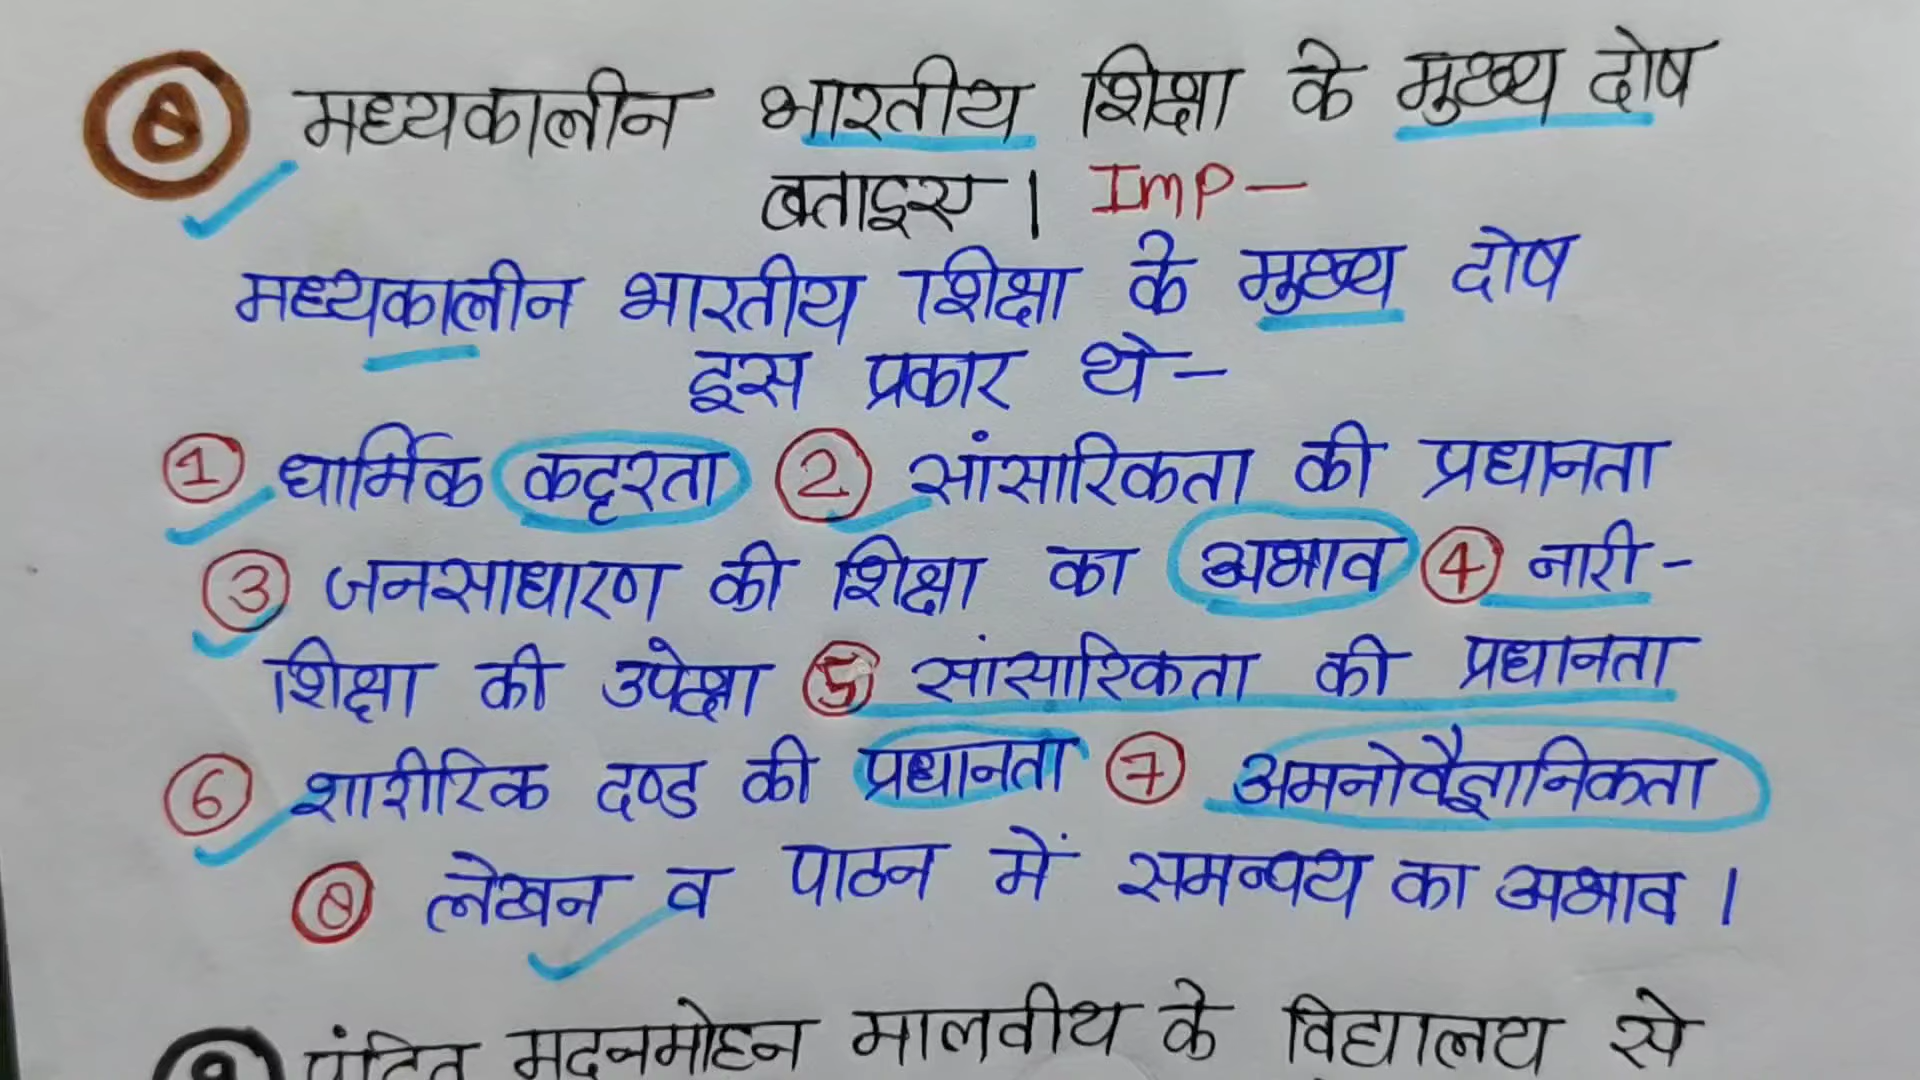 8 मध्यकालीन भारतीय शिक्षा के मुख्य दोष
बताइए। Imp-
मध्यकालीन भारतीय शिक्षा के मुख्य दोष
इस प्रकार थे-
1 धार्मिक कट्टरता 2 सांसारिकता की प्रधानता
3 जनसाधारण की शिक्षा का अभाव 4 नारी-
शिक्षा की उपेक्षा 5 सांसारिकता की प्रधानता
6 शारीरिक दण्ड की प्रधानता 7 अमनोवैज्ञानिकता
8 लेखन व पाठन में समन्वय का अभाव।
9 पंडित मदनमोहन मालवीय के विद्यालय से